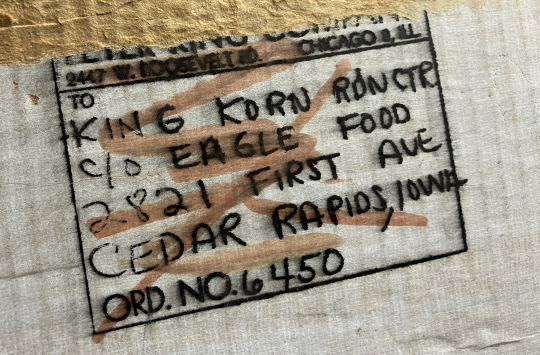 CHICAGO 8, ILL.
2447 W. ROOSEVELT RD.
TO
KING KORN RDN CTR
c/o EAGLE FOOD
2821 FIRST AVE
CEDAR RAPIDS, IOWA
ORD. NO. 6450